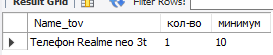 Result Grid Filter Rows:
Name_tov кол-во минимум
Телефон Realme neo 3t 1 10